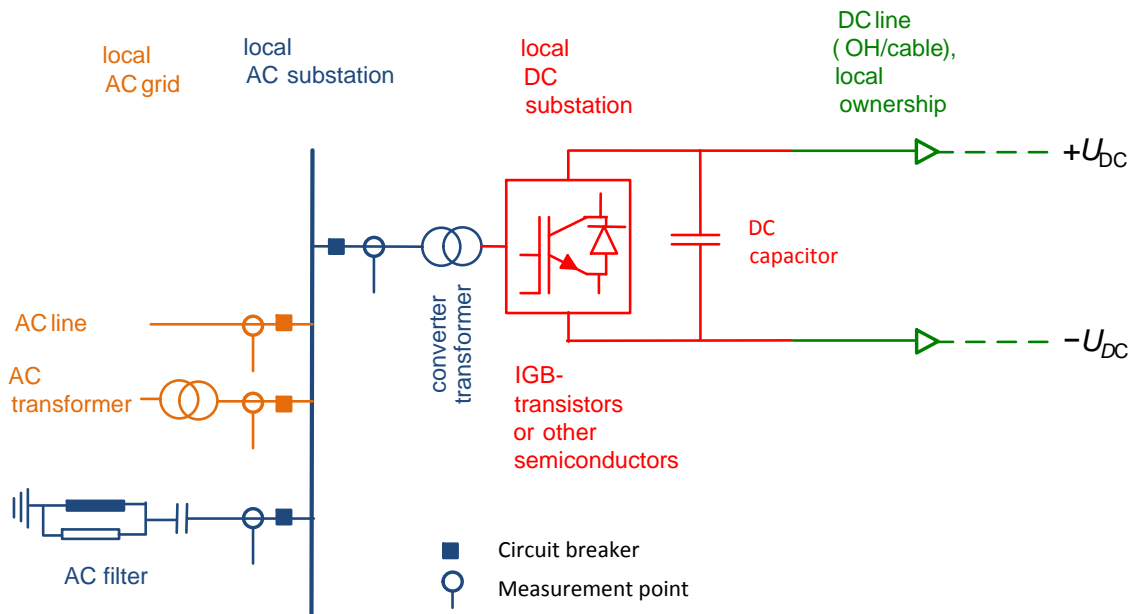 local
AC grid
local
AC substation
local
DC
substation
DC line
( OH/cable),
local
ownership
+UDC
DC
capacitor
converter
transformer
AC line
−UDC
AC
transformer
IGB-
transistors
or other
semiconductors
AC filter
Circuit breaker
Measurement point